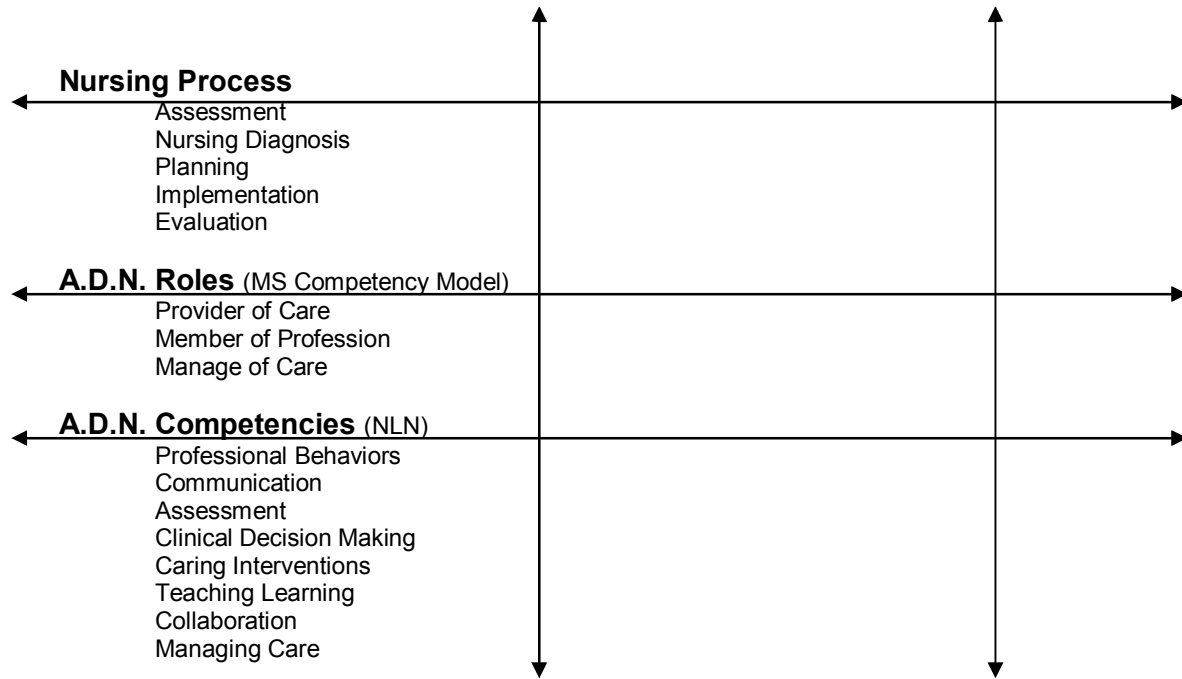 Nursing Process
Assessment
Nursing Diagnosis
Planning
Implementation
Evaluation
A.D.N. Roles (MS Competency Model)
Provider of Care
Member of Profession
Manage of Care
A.D.N. Competencies (NLN)
Professional Behaviors
Communication
Assessment
Clinical Decision Making
Caring Interventions
Teaching Learning
Collaboration
Managing Care